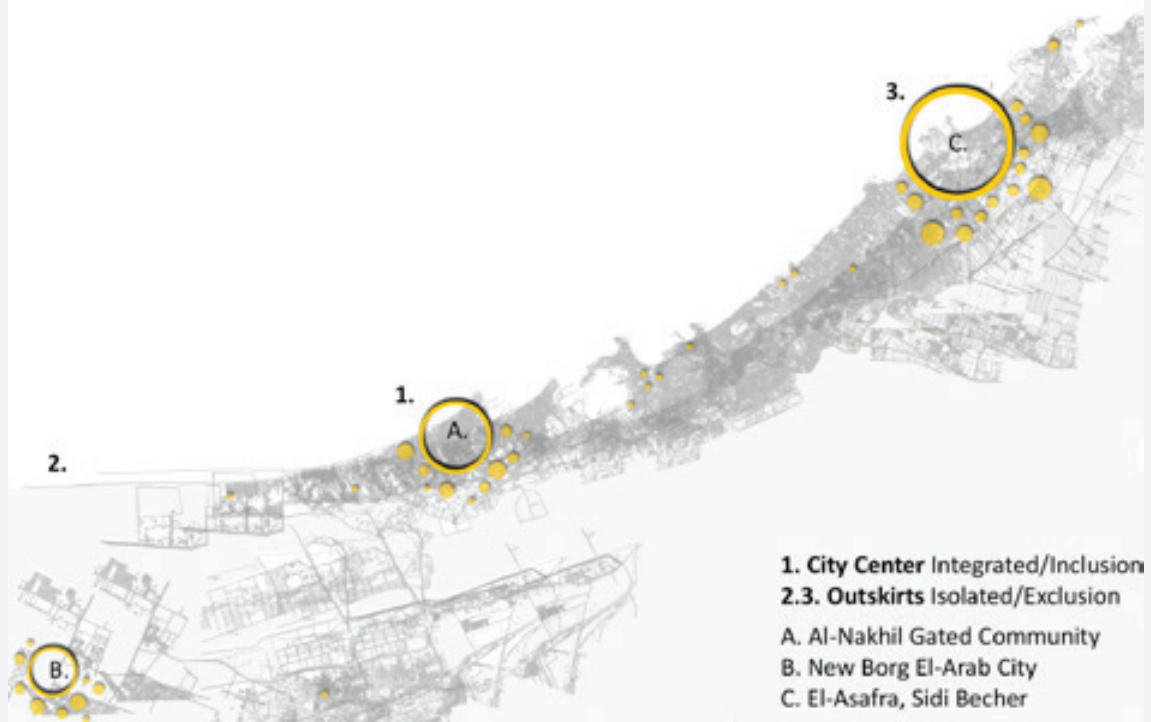 3.
C.
1.
A.
2.
B.
1. City Center Integrated/Inclusion
2.3. Outskirts Isolated/Exclusion
A. Al-Nakhil Gated Community
B. New Borg El-Arab City
C. El-Asafra, Sidi Becher